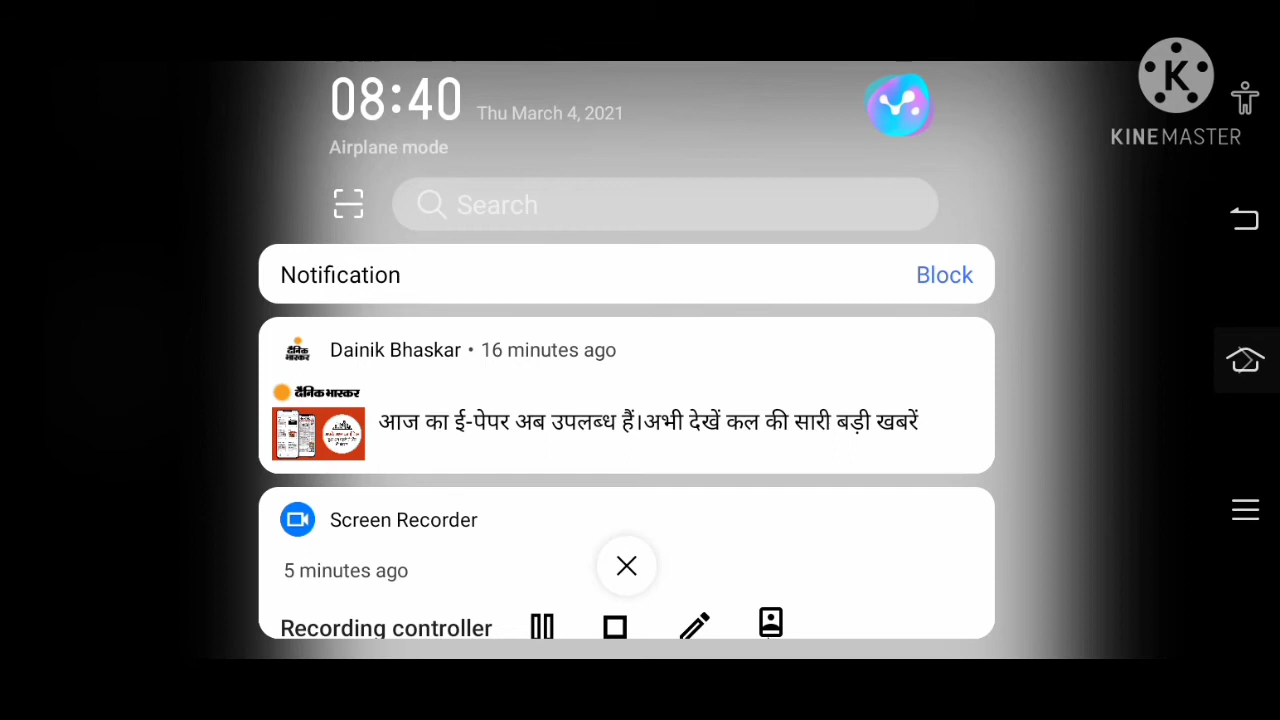 08:40 Thu March 4, 2021
Airplane mode
K
KINEMASTER
Search
Notification Block
दैनिक भास्कर
Dainik Bhaskar • 16 minutes ago
दैनिक भास्कर
आज का ई-पेपर अब उपलब्ध हैं।अभी देखें कल की सारी बड़ी खबरें
Screen Recorder
5 minutes ago
Recording controller